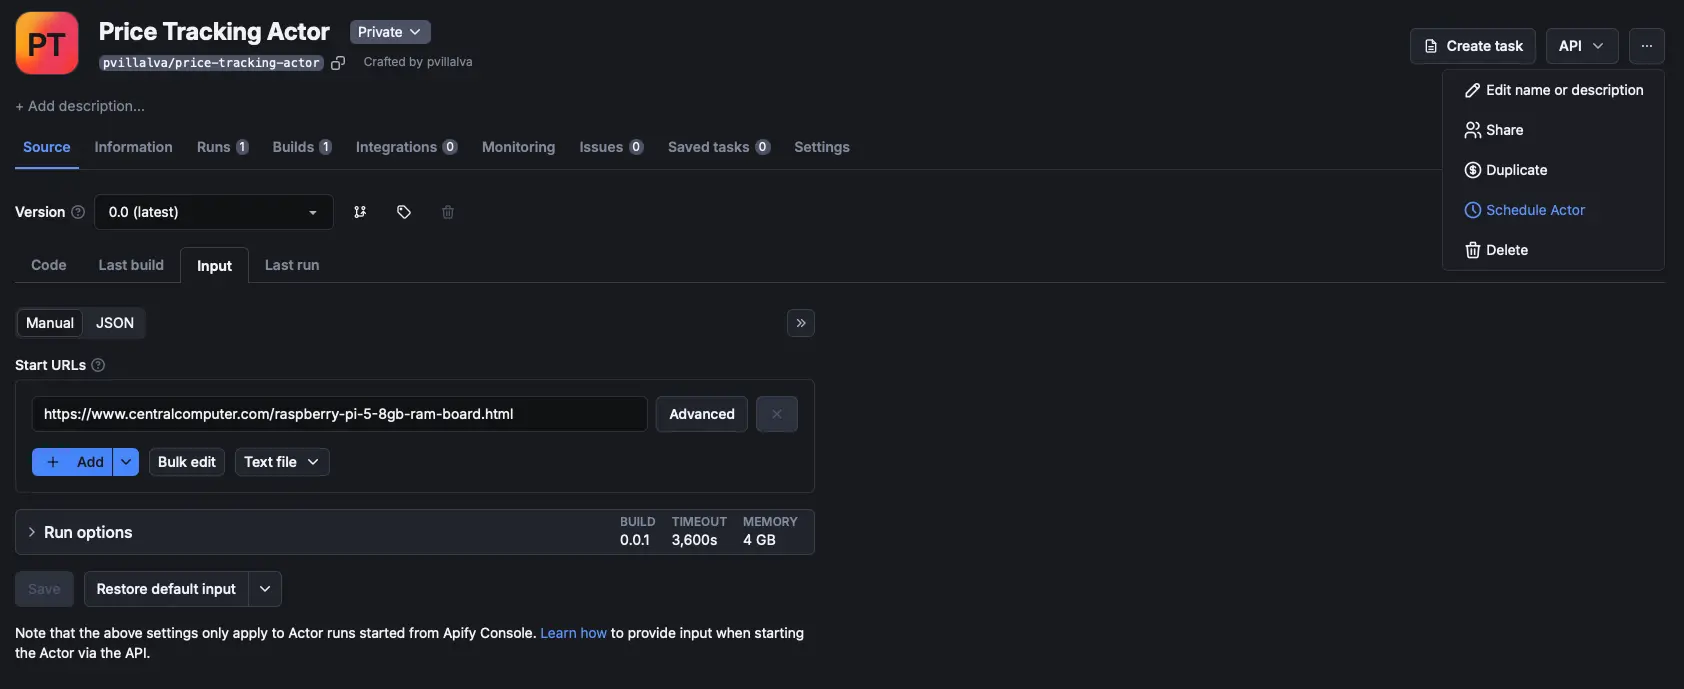 PT
Price Tracking Actor
Private
pvillalva/price-tracking-actor
Crafted by pvillalva
Create task
API
...
+ Add description...
Edit name or description
Share
Duplicate
Schedule Actor
Delete
Source Information Runs 1 Builds 1 Integrations 0 Monitoring Issues 0 Saved tasks 0 Settings
Version ? 0.0 (latest)
Code Last build Input Last run
Manual JSON
Start URLs ?
https://www.centralcomputer.com/raspberry-pi-5-8gb-ram-board.html
Advanced
+ Add Bulk edit Text file
Run options
BUILD TIMEOUT MEMORY
0.0.1 3,600s 4 GB
Save Restore default input
Note that the above settings only apply to Actor runs started from Apify Console. Learn how to provide input when starting
the Actor via the API.